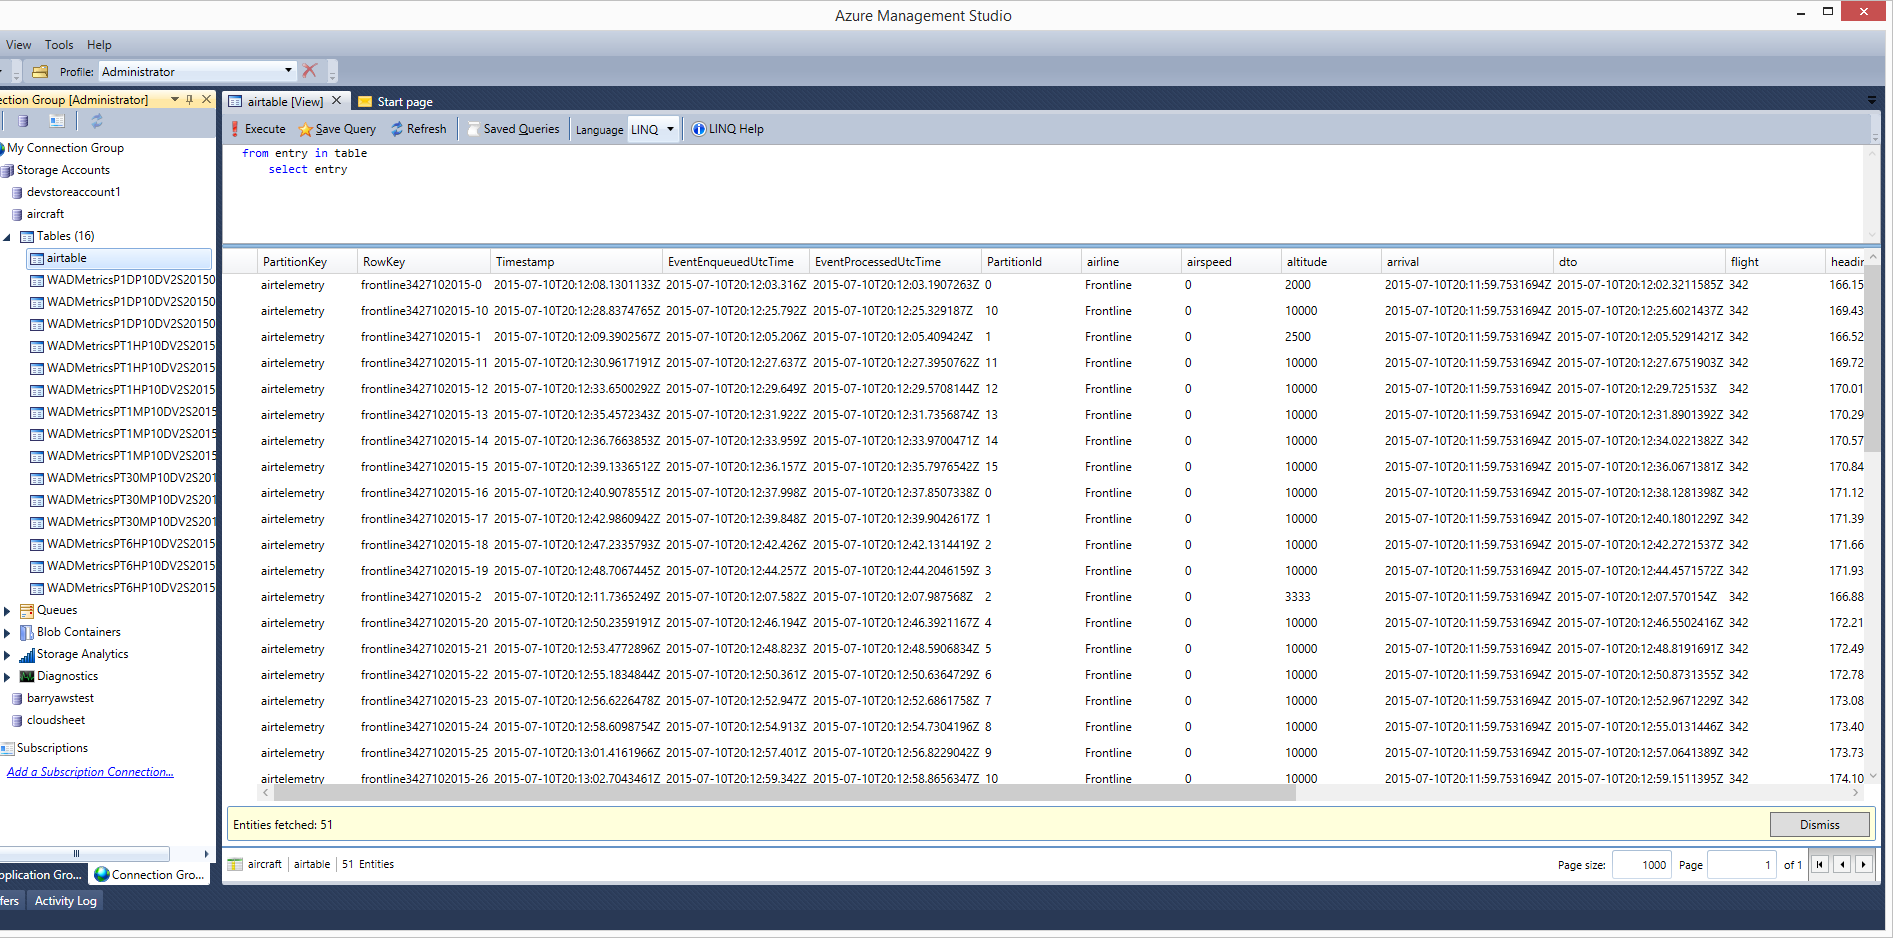 Azure Management Studio
View Tools Help
Profile: Administrator
ection Group [Administrator]
airtable [View] Start page
Execute Save Query Refresh Saved Queries Language LINQ LINQ Help
from entry in table
select entry
My Connection Group
Storage Accounts
devstoreaccount1
aircraft
Tables (16)
airtable
WADMetricsP1DP10DV2S20150
WADMetricsP1DP10DV2S20150
WADMetricsP1DP10DV2S20150
WADMetricsPT1HP10DV2S2015
WADMetricsPT1HP10DV2S2015
WADMetricsPT1HP10DV2S2015
WADMetricsPT1MP10DV2S2015
WADMetricsPT1MP10DV2S2015
WADMetricsPT1MP10DV2S2015
WADMetricsPT30MP10DV2S201
WADMetricsPT30MP10DV2S201
WADMetricsPT30MP10DV2S201
WADMetricsPT6HP10DV2S2015
WADMetricsPT6HP10DV2S2015
WADMetricsPT6HP10DV2S2015
Queues
Blob Containers
Storage Analytics
Diagnostics
barryawstest
cloudsheet
Subscriptions
Add a Subscription Connection...
PartitionKey RowKey Timestamp EventEnqueuedUtcTime EventProcessedUtcTime PartitionId airline airspeed altitude arrival dto flight headin
airtelemetry frontline3427102015-0 2015-07-10T20:12:08.1301133Z 2015-07-10T20:12:03.316Z 2015-07-10T20:12:03.1907263Z 0 Frontline 0 2000 2015-07-10T20:11:59.7531694Z 2015-07-10T20:12:02.3211585Z 342 166.15
airtelemetry frontline3427102015-10 2015-07-10T20:12:28.8374765Z 2015-07-10T20:12:25.792Z 2015-07-10T20:12:25.329187Z 10 Frontline 0 10000 2015-07-10T20:11:59.7531694Z 2015-07-10T20:12:25.6021437Z 342 169.43
airtelemetry frontline3427102015-1 2015-07-10T20:12:09.3902567Z 2015-07-10T20:12:05.206Z 2015-07-10T20:12:05.409424Z 1 Frontline 0 2500 2015-07-10T20:11:59.7531694Z 2015-07-10T20:12:05.5291421Z 342 166.52
airtelemetry frontline3427102015-11 2015-07-10T20:12:30.9617191Z 2015-07-10T20:12:27.637Z 2015-07-10T20:12:27.3950762Z 11 Frontline 0 10000 2015-07-10T20:11:59.7531694Z 2015-07-10T20:12:27.6751903Z 342 169.72
airtelemetry frontline3427102015-12 2015-07-10T20:12:33.6500292Z 2015-07-10T20:12:29.649Z 2015-07-10T20:12:29.5708144Z 12 Frontline 0 10000 2015-07-10T20:11:59.7531694Z 2015-07-10T20:12:29.725153Z 342 170.01
airtelemetry frontline3427102015-13 2015-07-10T20:12:35.4572343Z 2015-07-10T20:12:31.922Z 2015-07-10T20:12:31.7356874Z 13 Frontline 0 10000 2015-07-10T20:11:59.7531694Z 2015-07-10T20:12:31.8901392Z 342 170.29
airtelemetry frontline3427102015-14 2015-07-10T20:12:36.7663853Z 2015-07-10T20:12:33.959Z 2015-07-10T20:12:33.9700471Z 14 Frontline 0 10000 2015-07-10T20:11:59.7531694Z 2015-07-10T20:12:34.0221382Z 342 170.57
airtelemetry frontline3427102015-15 2015-07-10T20:12:39.1336512Z 2015-07-10T20:12:36.157Z 2015-07-10T20:12:35.7976542Z 15 Frontline 0 10000 2015-07-10T20:11:59.7531694Z 2015-07-10T20:12:36.0671381Z 342 170.84
airtelemetry frontline3427102015-16 2015-07-10T20:12:40.9078551Z 2015-07-10T20:12:37.998Z 2015-07-10T20:12:37.8507338Z 0 Frontline 0 10000 2015-07-10T20:11:59.7531694Z 2015-07-10T20:12:38.1281398Z 342 171.12
airtelemetry frontline3427102015-17 2015-07-10T20:12:42.9860942Z 2015-07-10T20:12:39.848Z 2015-07-10T20:12:39.9042617Z 1 Frontline 0 10000 2015-07-10T20:11:59.7531694Z 2015-07-10T20:12:40.1801229Z 342 171.39
airtelemetry frontline3427102015-18 2015-07-10T20:12:47.2335793Z 2015-07-10T20:12:42.426Z 2015-07-10T20:12:42.1314419Z 2 Frontline 0 10000 2015-07-10T20:11:59.7531694Z 2015-07-10T20:12:42.2721537Z 342 171.66
airtelemetry frontline3427102015-19 2015-07-10T20:12:48.7067445Z 2015-07-10T20:12:44.257Z 2015-07-10T20:12:44.2046159Z 3 Frontline 0 10000 2015-07-10T20:11:59.7531694Z 2015-07-10T20:12:44.4571572Z 342 171.93
airtelemetry frontline3427102015-2 2015-07-10T20:12:11.7365249Z 2015-07-10T20:12:07.582Z 2015-07-10T20:12:07.987568Z 2 Frontline 0 3333 2015-07-10T20:11:59.7531694Z 2015-07-10T20:12:07.570154Z 342 166.88
airtelemetry frontline3427102015-20 2015-07-10T20:12:50.2359191Z 2015-07-10T20:12:46.194Z 2015-07-10T20:12:46.3921167Z 4 Frontline 0 10000 2015-07-10T20:11:59.7531694Z 2015-07-10T20:12:46.5502416Z 342 172.21
airtelemetry frontline3427102015-21 2015-07-10T20:12:53.4772896Z 2015-07-10T20:12:48.823Z 2015-07-10T20:12:48.5906834Z 5 Frontline 0 10000 2015-07-10T20:11:59.7531694Z 2015-07-10T20:12:48.8191691Z 342 172.49
airtelemetry frontline3427102015-22 2015-07-10T20:12:55.1834844Z 2015-07-10T20:12:50.361Z 2015-07-10T20:12:50.6364729Z 6 Frontline 0 10000 2015-07-10T20:11:59.7531694Z 2015-07-10T20:12:50.8731355Z 342 172.78
airtelemetry frontline3427102015-23 2015-07-10T20:12:56.6226478Z 2015-07-10T20:12:52.947Z 2015-07-10T20:12:52.6861758Z 7 Frontline 0 10000 2015-07-10T20:11:59.7531694Z 2015-07-10T20:12:52.9671229Z 342 173.08
airtelemetry frontline3427102015-24 2015-07-10T20:12:58.6098754Z 2015-07-10T20:12:54.913Z 2015-07-10T20:12:54.7304196Z 8 Frontline 0 10000 2015-07-10T20:11:59.7531694Z 2015-07-10T20:12:55.0131446Z 342 173.40
airtelemetry frontline3427102015-25 2015-07-10T20:13:01.4161966Z 2015-07-10T20:12:57.401Z 2015-07-10T20:12:56.8229042Z 9 Frontline 0 10000 2015-07-10T20:11:59.7531694Z 2015-07-10T20:12:57.0641389Z 342 173.73
airtelemetry frontline3427102015-26 2015-07-10T20:13:02.7043461Z 2015-07-10T20:12:59.342Z 2015-07-10T20:12:58.8656347Z 10 Frontline 0 10000 2015-07-10T20:11:59.7531694Z 2015-07-10T20:12:59.1511395Z 342 174.10
Entities fetched: 51 Dismiss
aircraft airtable 51 Entities Page size: 1000 Page 1 of 1
pplication Gro... Connection Gro...
fers Activity Log